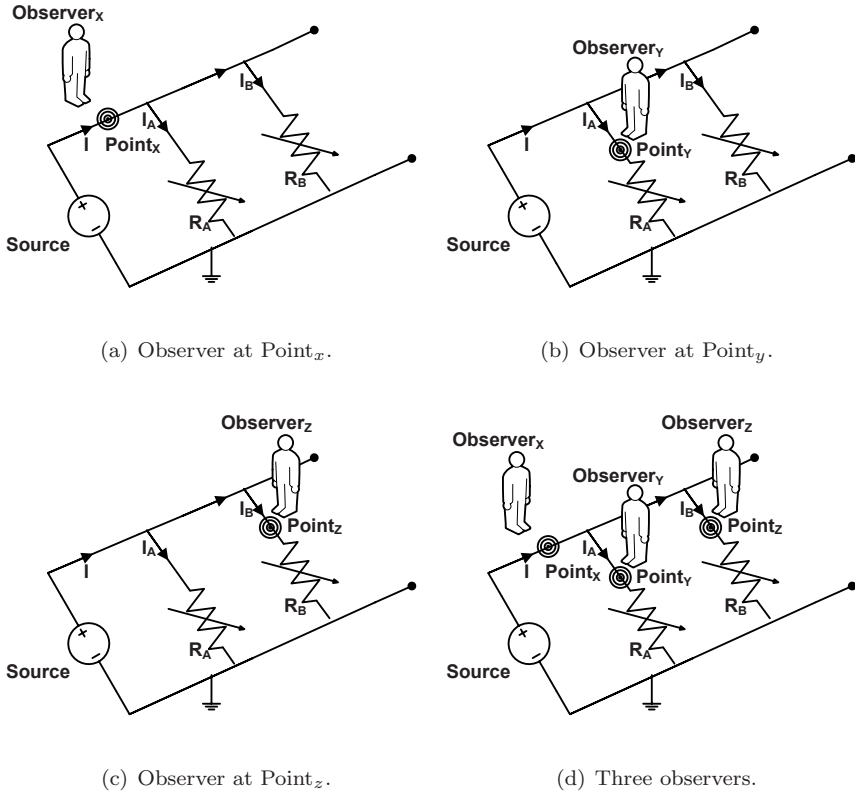 Observer_X
I_B
I_A
I
Point_X
R_B
R_A
+
−
Source
(a) Observer at Point_x.
Observer_Y
I_B
I_A
I
Point_Y
R_B
R_A
+
−
Source
(b) Observer at Point_y.
Observer_Z
I_B
Point_Z
I_A
I
R_B
R_A
+
−
Source
(c) Observer at Point_z.
Observer_Z
Observer_X
Observer_Y
I_B
Point_Z
I_A
I
Point_X
Point_Y
R_B
R_A
+
−
Source
(d) Three observers.